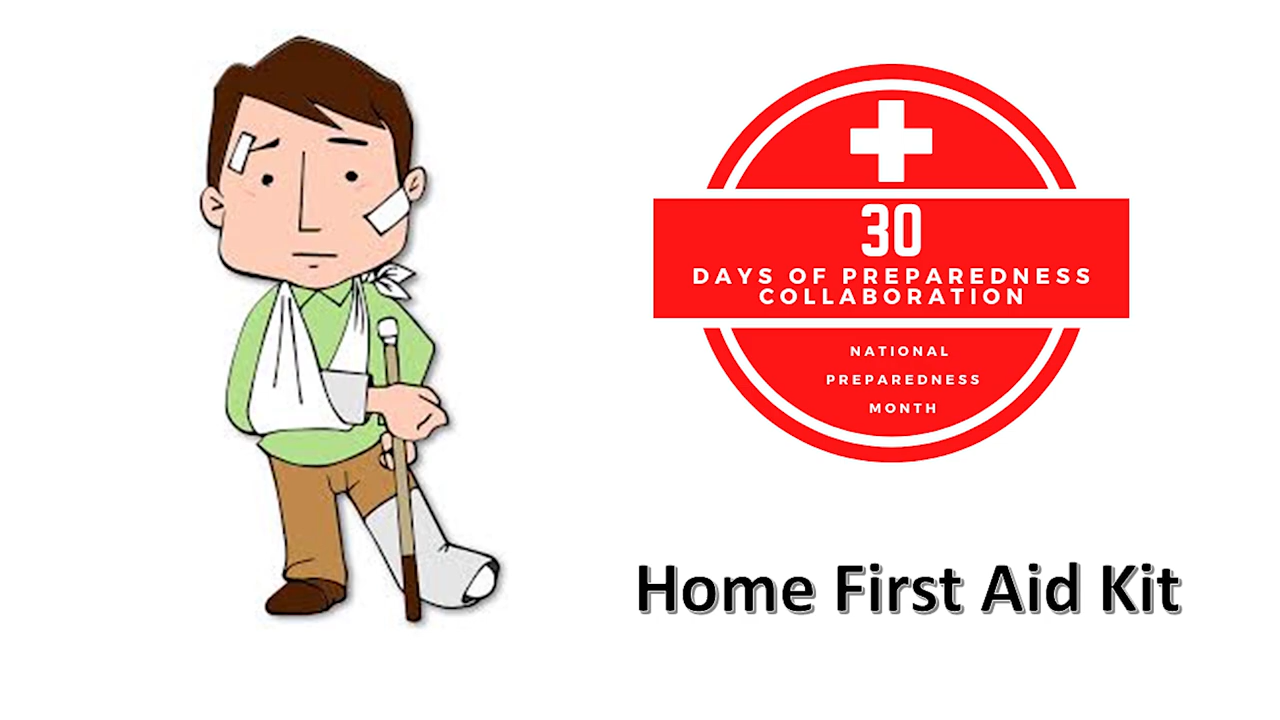 30
DAYS OF PREPAREDNESS
COLLABORATION
NATIONAL
PREPAREDNESS
MONTH
Home First Aid Kit